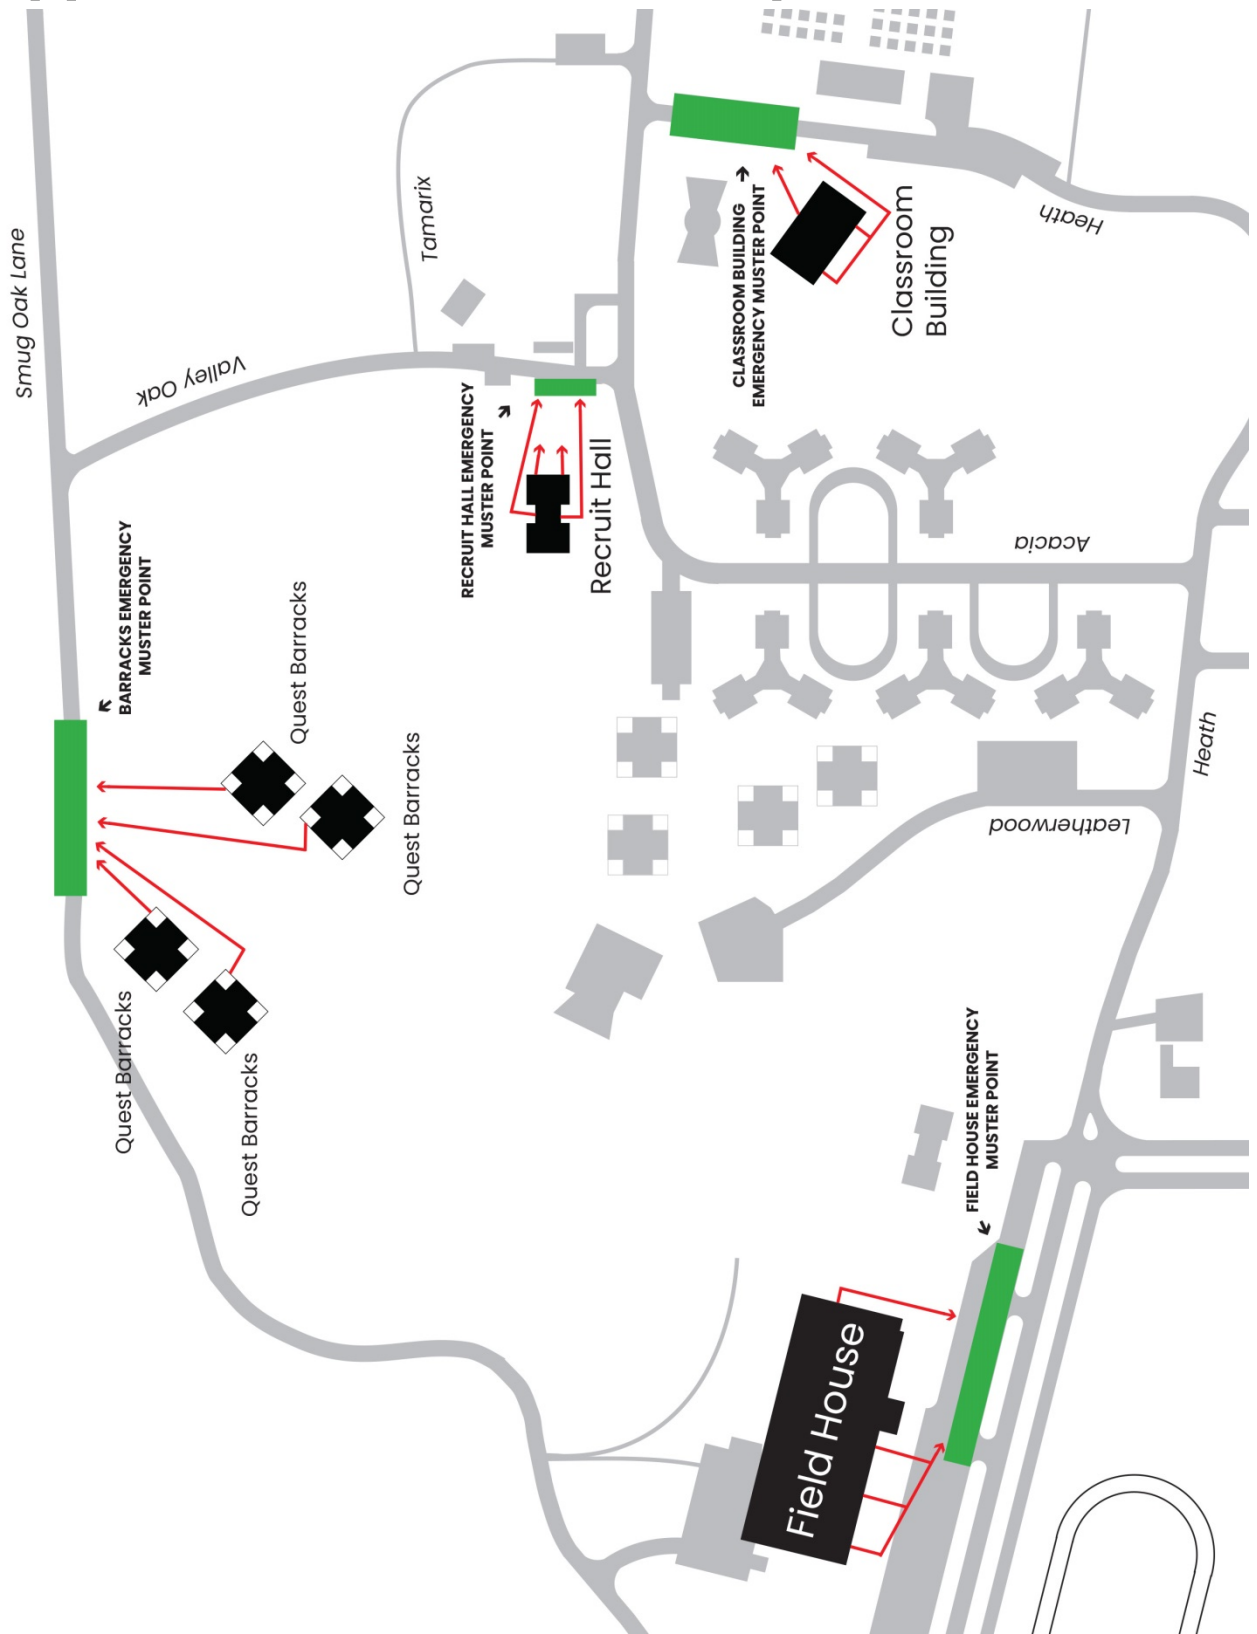 Smug Oak Lane
Valley Oak
Tamarix
Heath
CLASSROOM BUILDING
EMERGENCY MUSTER POINT
Classroom
Building
RECRUIT HALL EMERGENCY
MUSTER POINT
Recruit Hall
BARRACKS EMERGENCY
MUSTER POINT
Quest Barracks
Quest Barracks
Quest Barracks
Quest Barracks
Acacia
Heath
Leatherwood
FIELD HOUSE EMERGENCY
MUSTER POINT
Field House